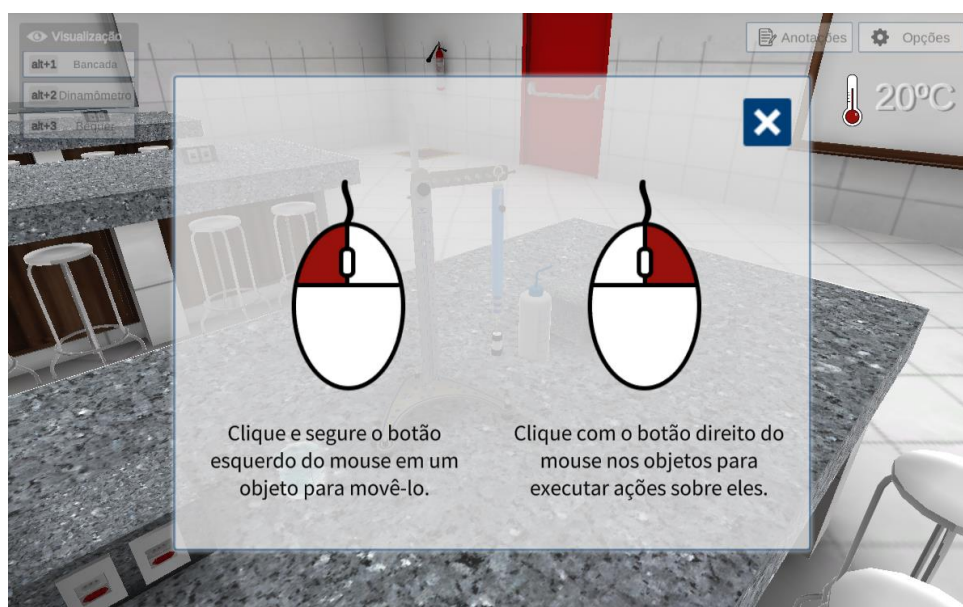 Visualização
alt+1 Bancada
alt+2 Dinamômetro
alt+3 Béquer
Anotações
Opções
20ºC
Clique e segure o botão
esquerdo do mouse em um
objeto para movê-lo.
Clique com o botão direito do
mouse nos objetos para
executar ações sobre eles.